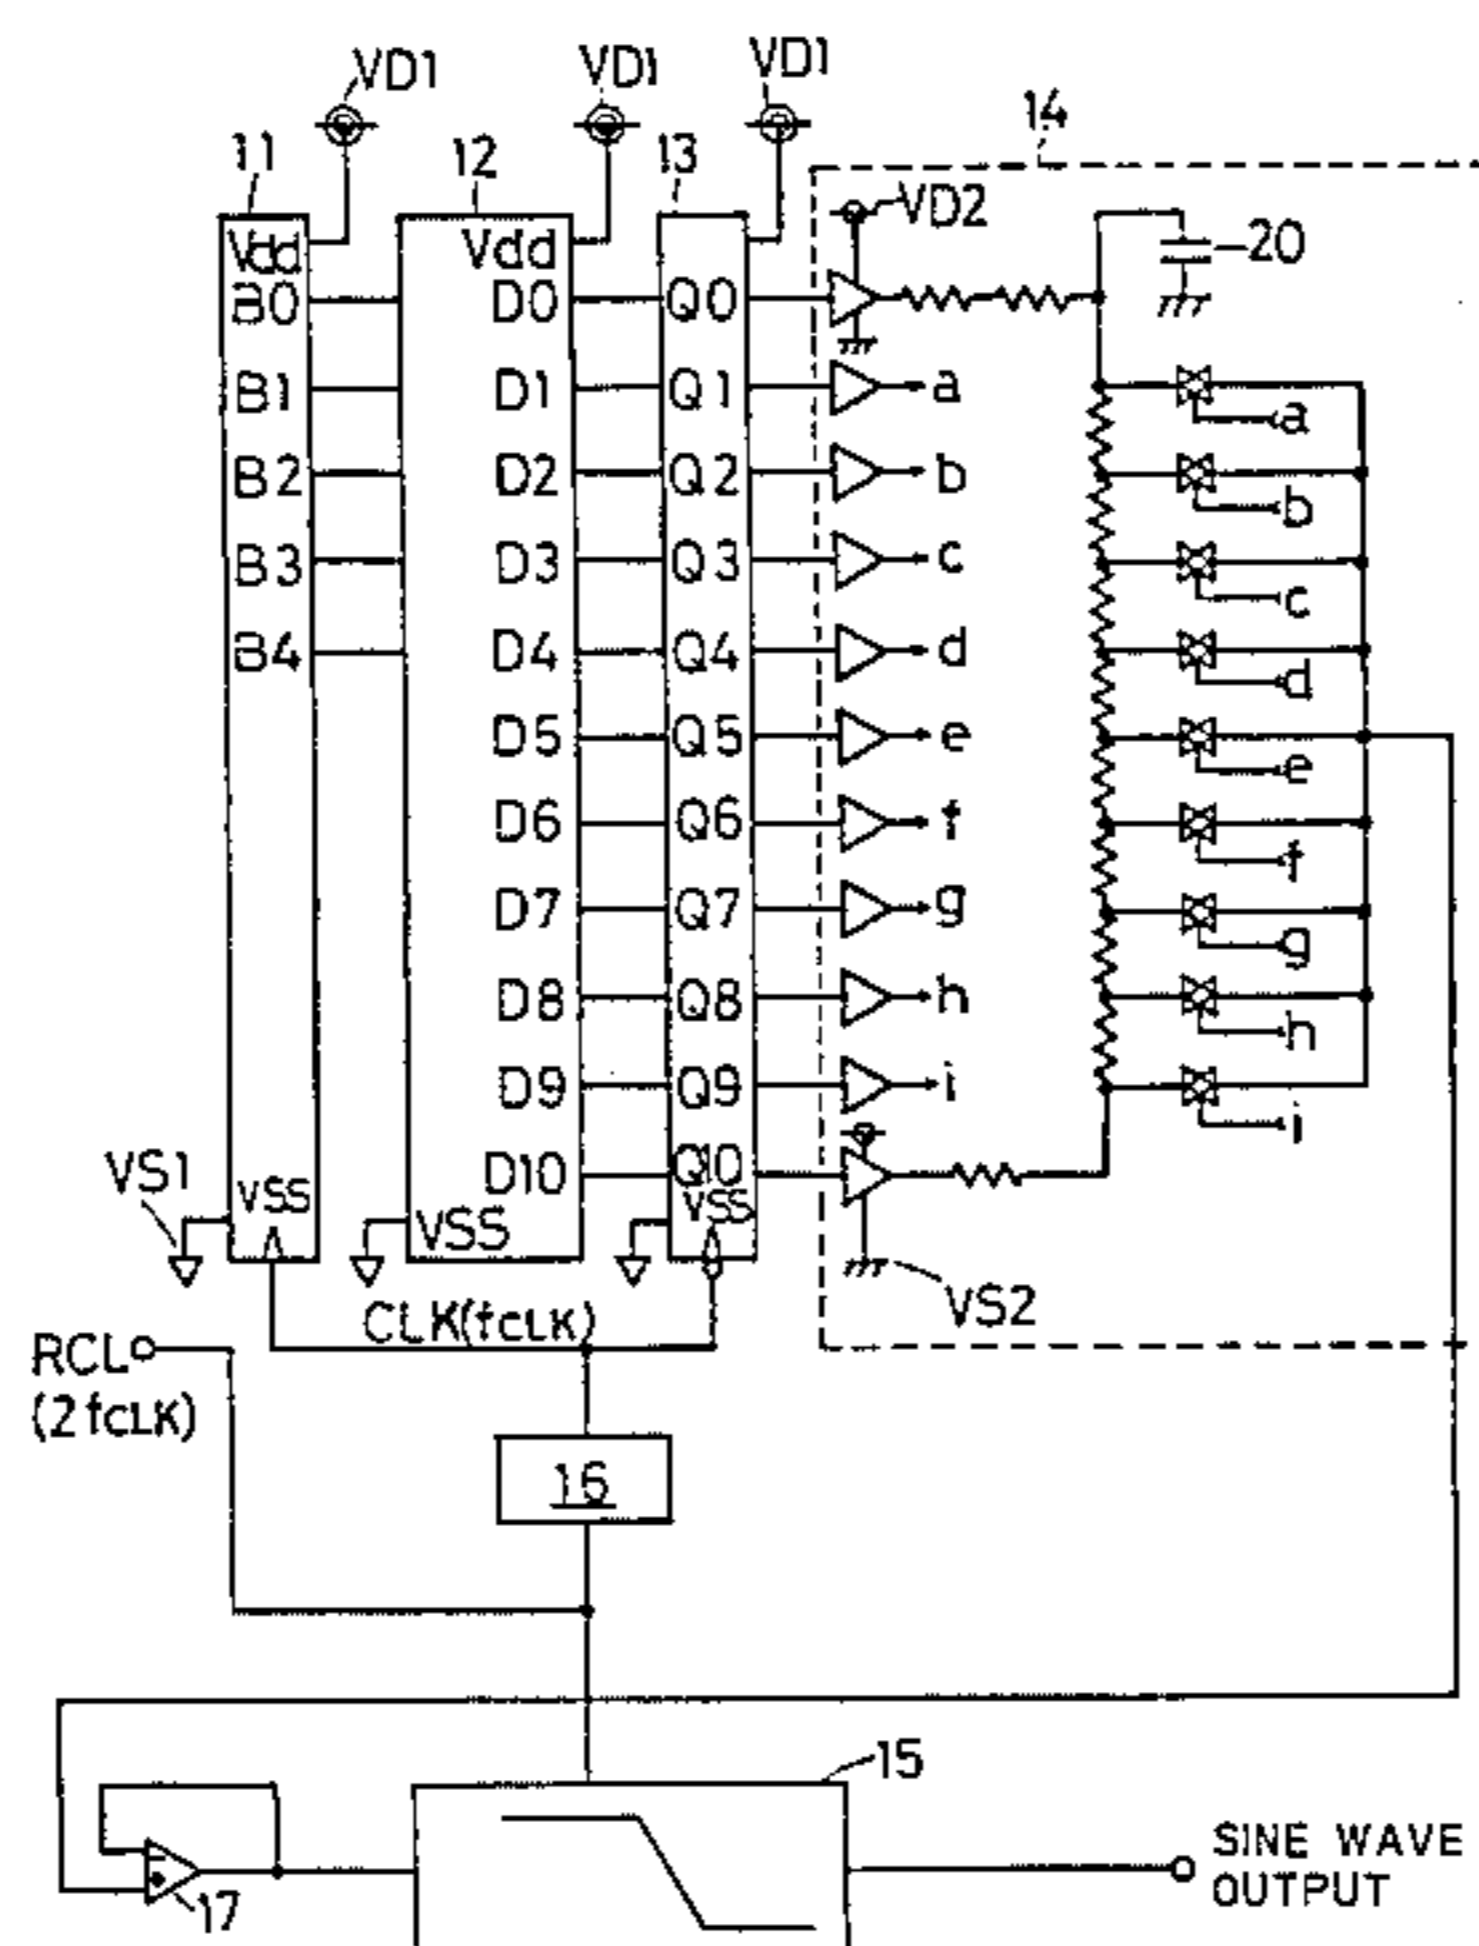 VD1 VD1 VD1
11 12 13 14
VD2
Vdd Vdd
20
B0 D0 Q0
B1 D1 Q1 a
a
B2 D2 Q2 b
b
B3 D3 Q3 c
c
B4 D4 Q4 d
d
D5 Q5 e
e
D6 Q6 f
f
D7 Q7 g
g
D8 Q8 h
h
D9 Q9 i
i
D10 Q10
VS1 VSS VSS VSS
VS2
CLK(fCLK)
RCL
(2fCLK)
16
15
17
SINE WAVE
OUTPUT